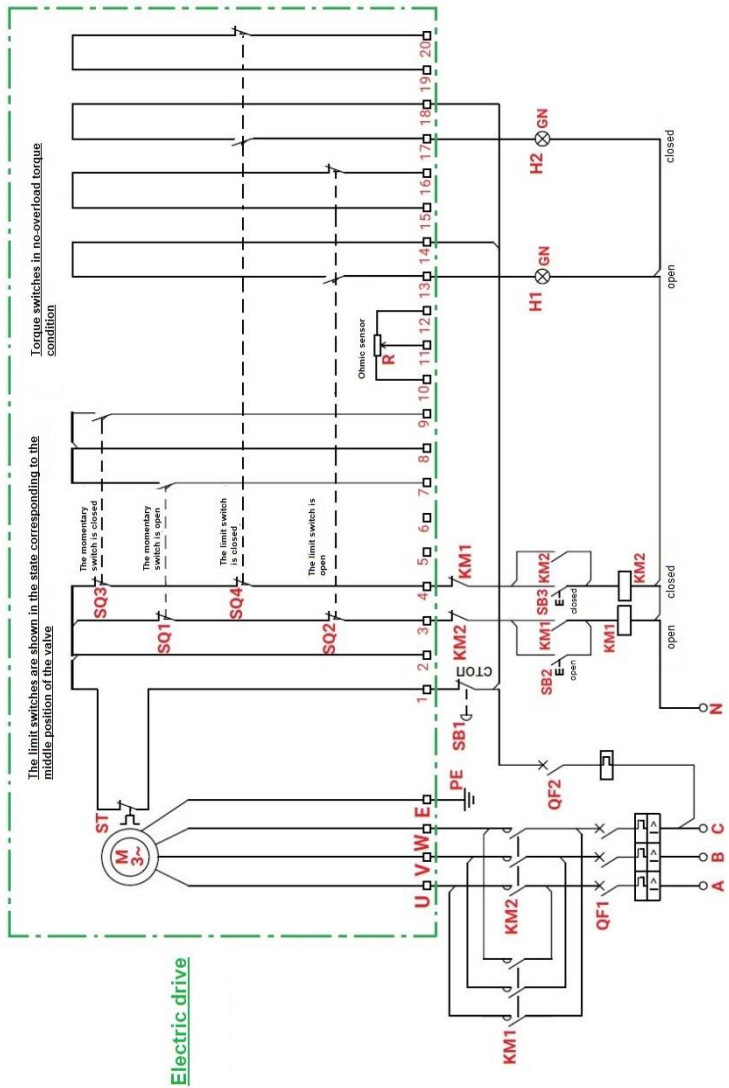 Electric drive
The limit switches are shown in the state corresponding to the
middle position of the valve
Torque switches in no-overload torque
condition
ST
M
3~
SQ3
The momentary
switch is closed
SQ1
The momentary
switch is open
SQ4
The limit switch
is closed
SQ2
The limit switch is
open
Ohmic sensor
R
U
V
W
E
1
2
3
4
5
6
7
8
9
10
11
12
13
14
15
16
17
18
19
20
PE
SB1
СТОП
KM2
KM1
KM1
KM2
SB2
E
open
KM1
SB3
E
closed
KM2
KM1
KM2
H1
GN
H2
GN
open
closed
open
closed
QF1
QF2
I >
I >
I >
A
B
C
N